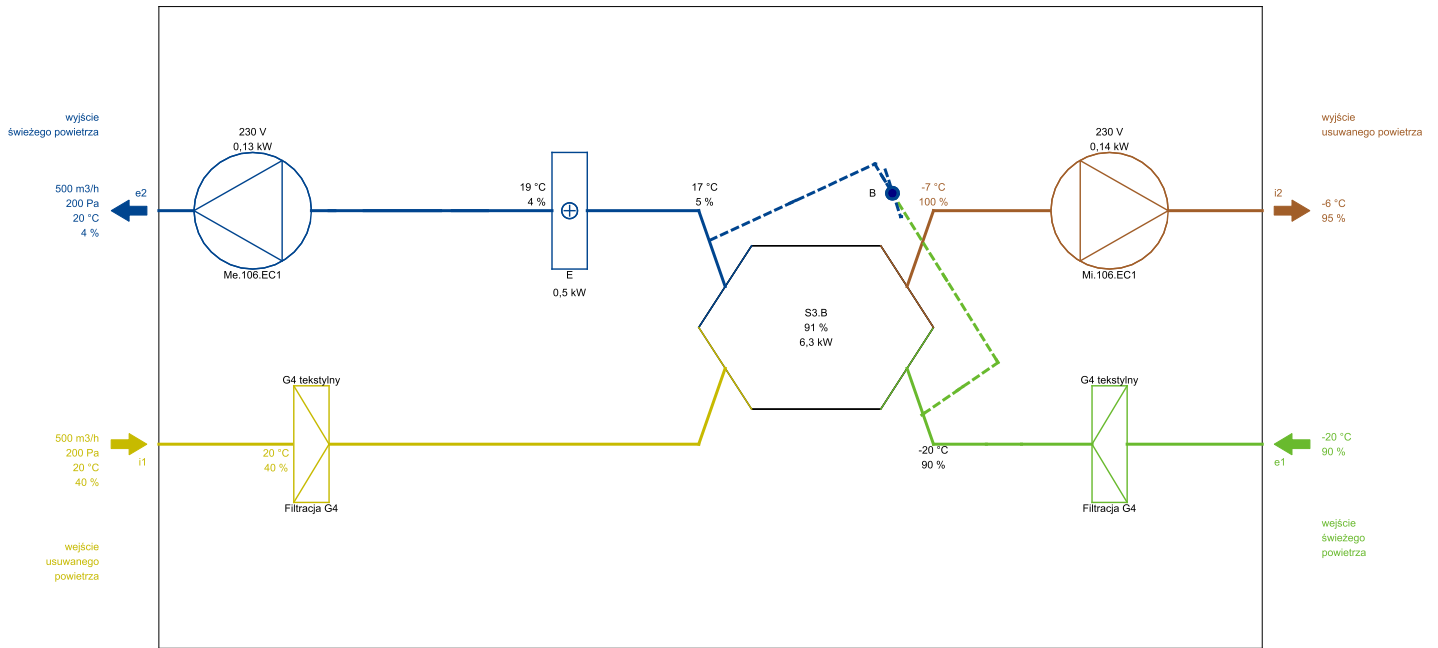 wyjście
świeżego powietrza
500 m3/h
200 Pa
20 °C
4 %
e2
230 V
0,13 kW
Me.106.EC1
19 °C
4 %
E
0,5 kW
17 °C
5 %
B
-7 °C
100 %
230 V
0,14 kW
Mi.106.EC1
wyjście
usuwanego powietrza
i2
-6 °C
95 %
S3.B
91 %
6,3 kW
500 m3/h
200 Pa
20 °C
40 %
i1
20 °C
40 %
G4 tekstylny
Filtracja G4
-20 °C
90 %
G4 tekstylny
Filtracja G4
-20 °C
90 %
e1
wejście
usuwanego
powietrza
wejście
świeżego
powietrza